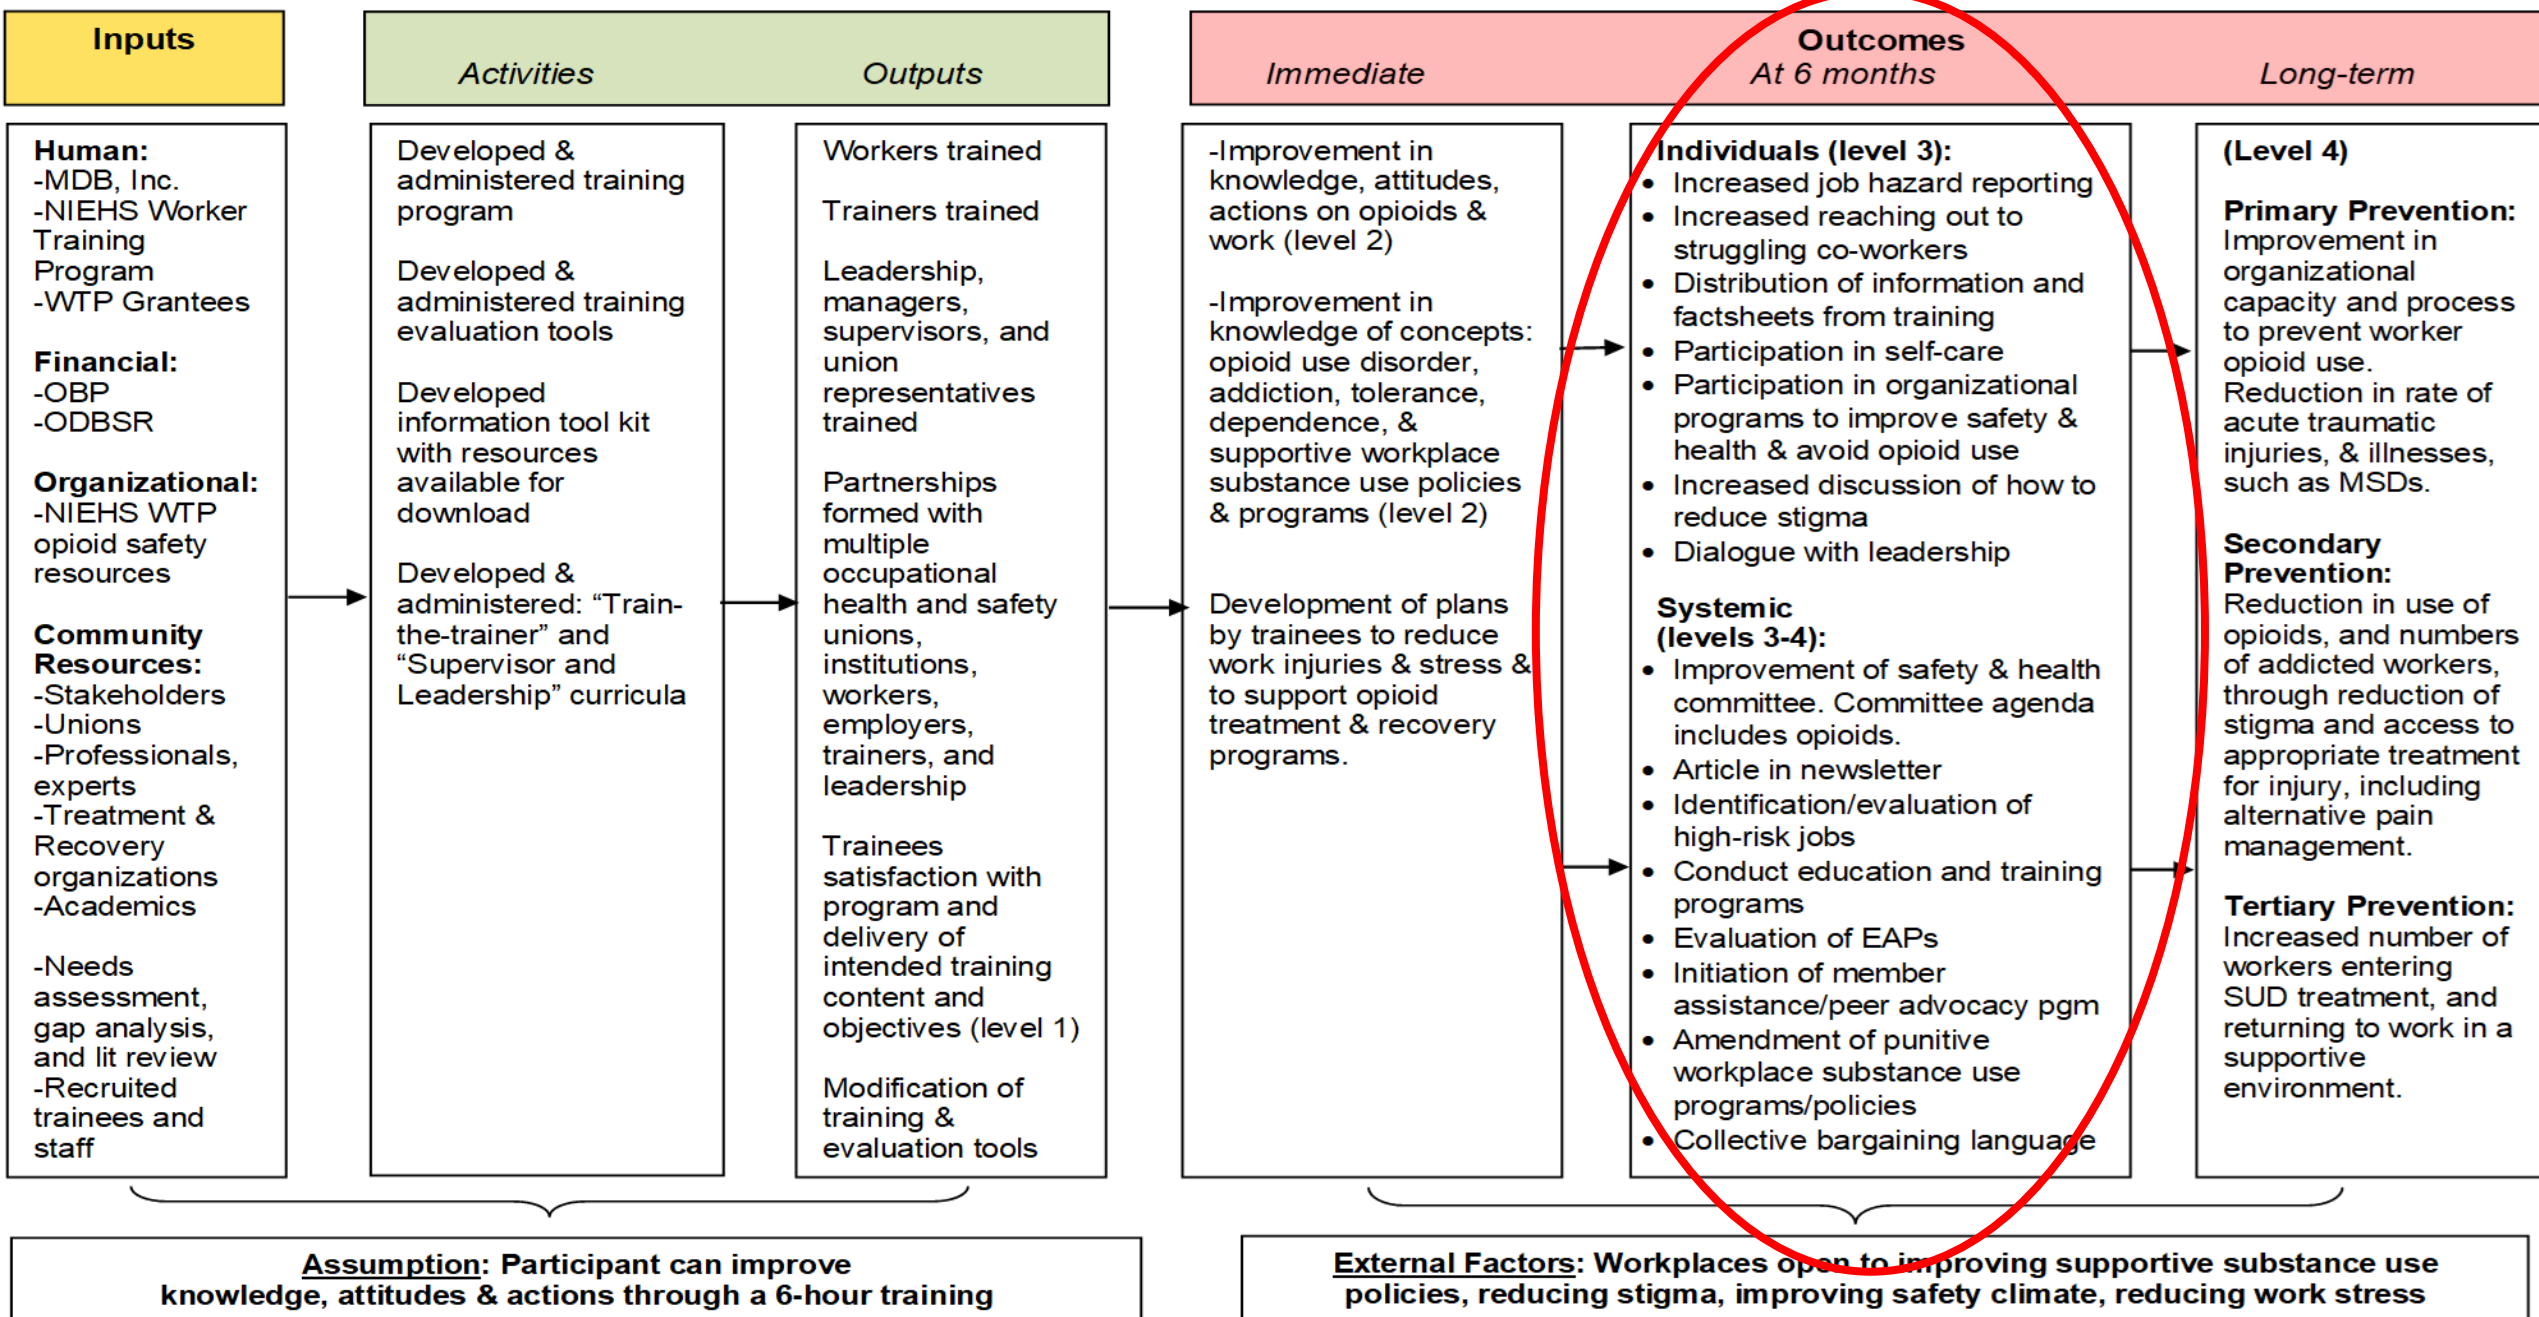 Inputs
Activities
Outputs
Outcomes
Immediate
At 6 months
Long-term
Human:
-MDB, Inc.
-NIEHS Worker
Training
Program
-WTP Grantees
Financial:
-OBP
-ODBSR
Organizational:
-NIEHS WTP
opioid safety
resources
Community
Resources:
-Stakeholders
-Unions
-Professionals,
experts
-Treatment &
Recovery
organizations
-Academics
-Needs
assessment,
gap analysis,
and lit review
-Recruited
trainees and
staff
Developed &
administered training
program
Developed &
administered training
evaluation tools
Developed
information tool kit
with resources
available for
download
Developed &
administered: “Train-
the-trainer” and
“Supervisor and
Leadership” curricula
Workers trained
Trainers trained
Leadership,
managers,
supervisors, and
union
representatives
trained
Partnerships
formed with
multiple
occupational
health and safety
unions,
institutions,
workers,
employers,
trainers, and
leadership
Trainees
satisfaction with
program and
delivery of
intended training
content and
objectives (level 1)
Modification of
training &
evaluation tools
-Improvement in
knowledge, attitudes,
actions on opioids &
work (level 2)
-Improvement in
knowledge of concepts:
opioid use disorder,
addiction, tolerance,
dependence, &
supportive workplace
substance use policies
& programs (level 2)
Development of plans
by trainees to reduce
work injuries & stress &
to support opioid
treatment & recovery
programs.
Individuals (level 3):
• Increased job hazard reporting
• Increased reaching out to
struggling co-workers
• Distribution of information and
factsheets from training
• Participation in self-care
• Participation in organizational
programs to improve safety &
health & avoid opioid use
• Increased discussion of how to
reduce stigma
• Dialogue with leadership
Systemic
(levels 3-4):
• Improvement of safety & health
committee. Committee agenda
includes opioids.
• Article in newsletter
• Identification/evaluation of
high-risk jobs
• Conduct education and training
programs
• Evaluation of EAPs
• Initiation of member
assistance/peer advocacy pgm
• Amendment of punitive
workplace substance use
programs/policies
• Collective bargaining language
(Level 4)
Primary Prevention:
Improvement in
organizational
capacity and process
to prevent worker
opioid use.
Reduction in rate of
acute traumatic
injuries, & illnesses,
such as MSDs.
Secondary
Prevention:
Reduction in use of
opioids, and numbers
of addicted workers,
through reduction of
stigma and access to
appropriate treatment
for injury, including
alternative pain
management.
Tertiary Prevention:
Increased number of
workers entering
SUD treatment, and
returning to work in a
supportive
environment.
Assumption: Participant can improve
knowledge, attitudes & actions through a 6-hour training
External Factors: Workplaces open to improving supportive substance use
policies, reducing stigma, improving safety climate, reducing work stress